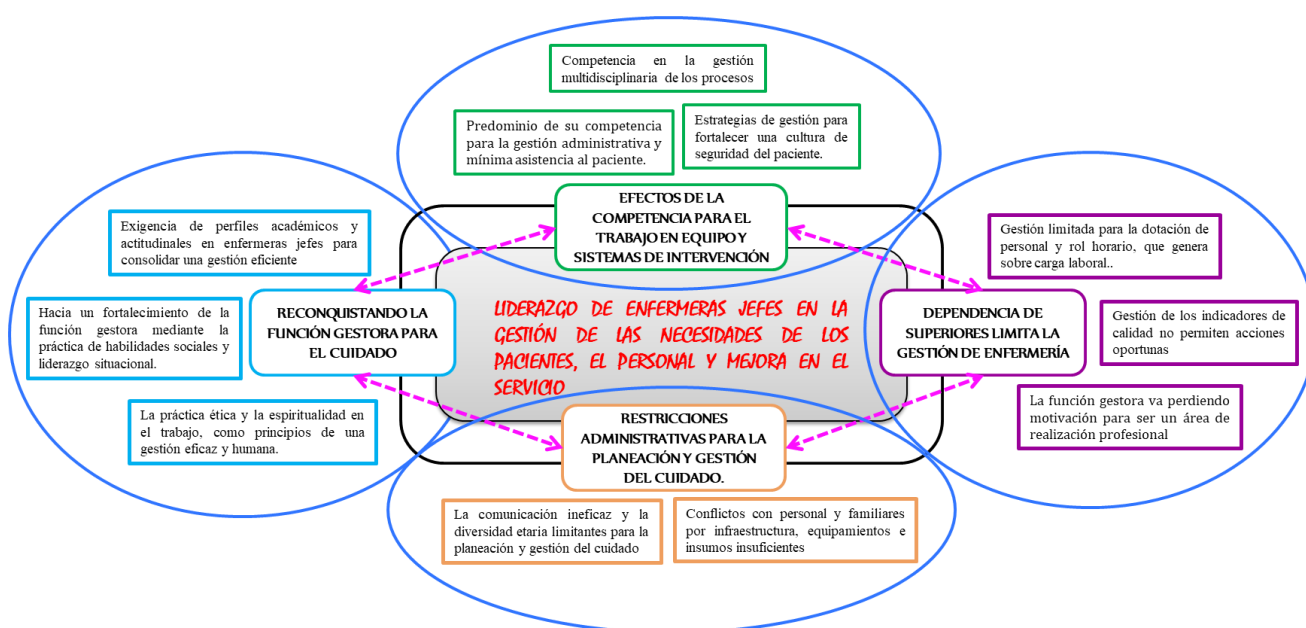 Competencia en la gestión
multidisciplinaria de los procesos
Predominio de su competencia
para la gestión administrativa y
mínima asistencia al paciente.
Estrategias de gestión para
fortalecer una cultura de
seguridad del paciente.
EFECTOS DE LA
COMPETENCIA PARA EL
TRABAJO EN EQUIPO Y
SISTEMAS DE INTERVENCIÓN
Exigencia de perfiles académicos y
actitudinales en enfermeras jefes para
consolidar una gestión eficiente
Hacia un fortalecimiento de la
función gestora mediante la
práctica de habilidades sociales y
liderazgo situacional.
La práctica ética y la espiritualidad en
el trabajo, como principios de una
gestión eficaz y humana.
RECONQUISTANDO LA
FUNCIÓN GESTORA PARA
EL CUIDADO
LIDERAZGO DE ENFERMERAS JEFES EN LA
GESTIÓN DE LAS NECESIDADES DE LOS
PACIENTES, EL PERSONAL Y MEJORA EN EL
SERVICIO
DEPENDENCIA DE
SUPERIORES LIMITA LA
GESTIÓN DE ENFERMERÍA
Gestión limitada para la dotación de
personal y rol horario, que genera
sobre carga laboral..
Gestión de los indicadores de
calidad no permiten acciones
oportunas
La función gestora va perdiendo
motivación para ser un área de
realización profesional
RESTRICCIONES
ADMINISTRATIVAS PARA LA
PLANEACIÓN Y GESTIÓN
DEL CUIDADO.
La comunicación ineficaz y la
diversidad etaria limitantes para la
planeación y gestión del cuidado
Conflictos con personal y familiares
por infraestructura, equipamientos e
insumos insuficientes